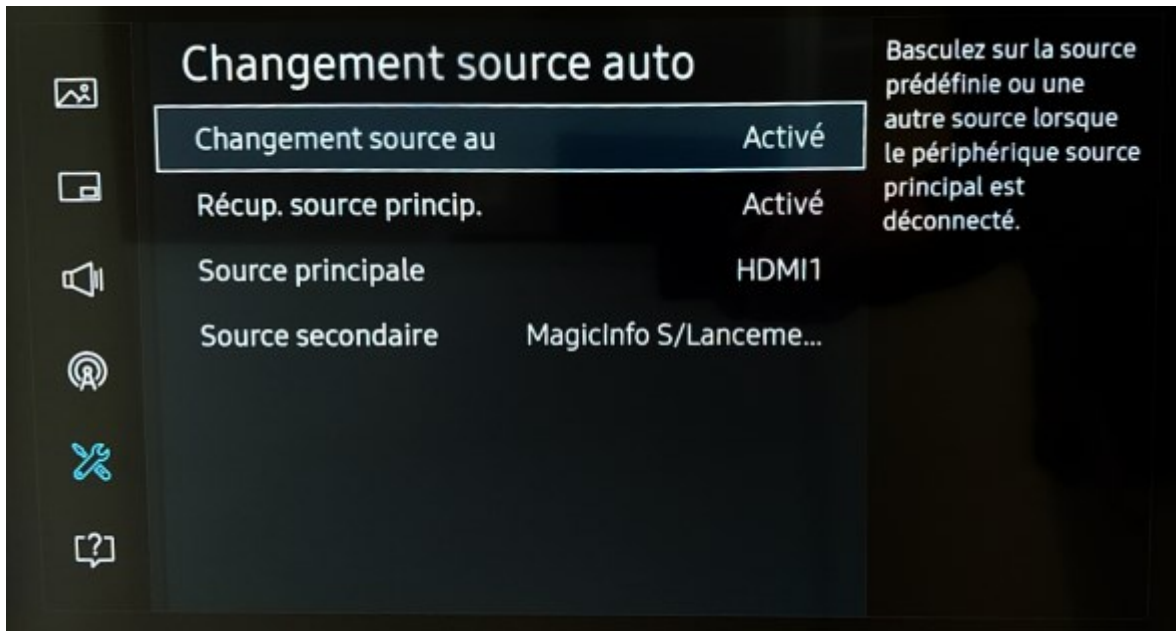 Changement source auto
Changement source au Activé
Récup. source princip. Activé
Source principale HDMI1
Source secondaire MagicInfo S/Lanceme...
Basculez sur la source
prédéfinie ou une
autre source lorsque
le périphérique source
principal est
déconnecté.